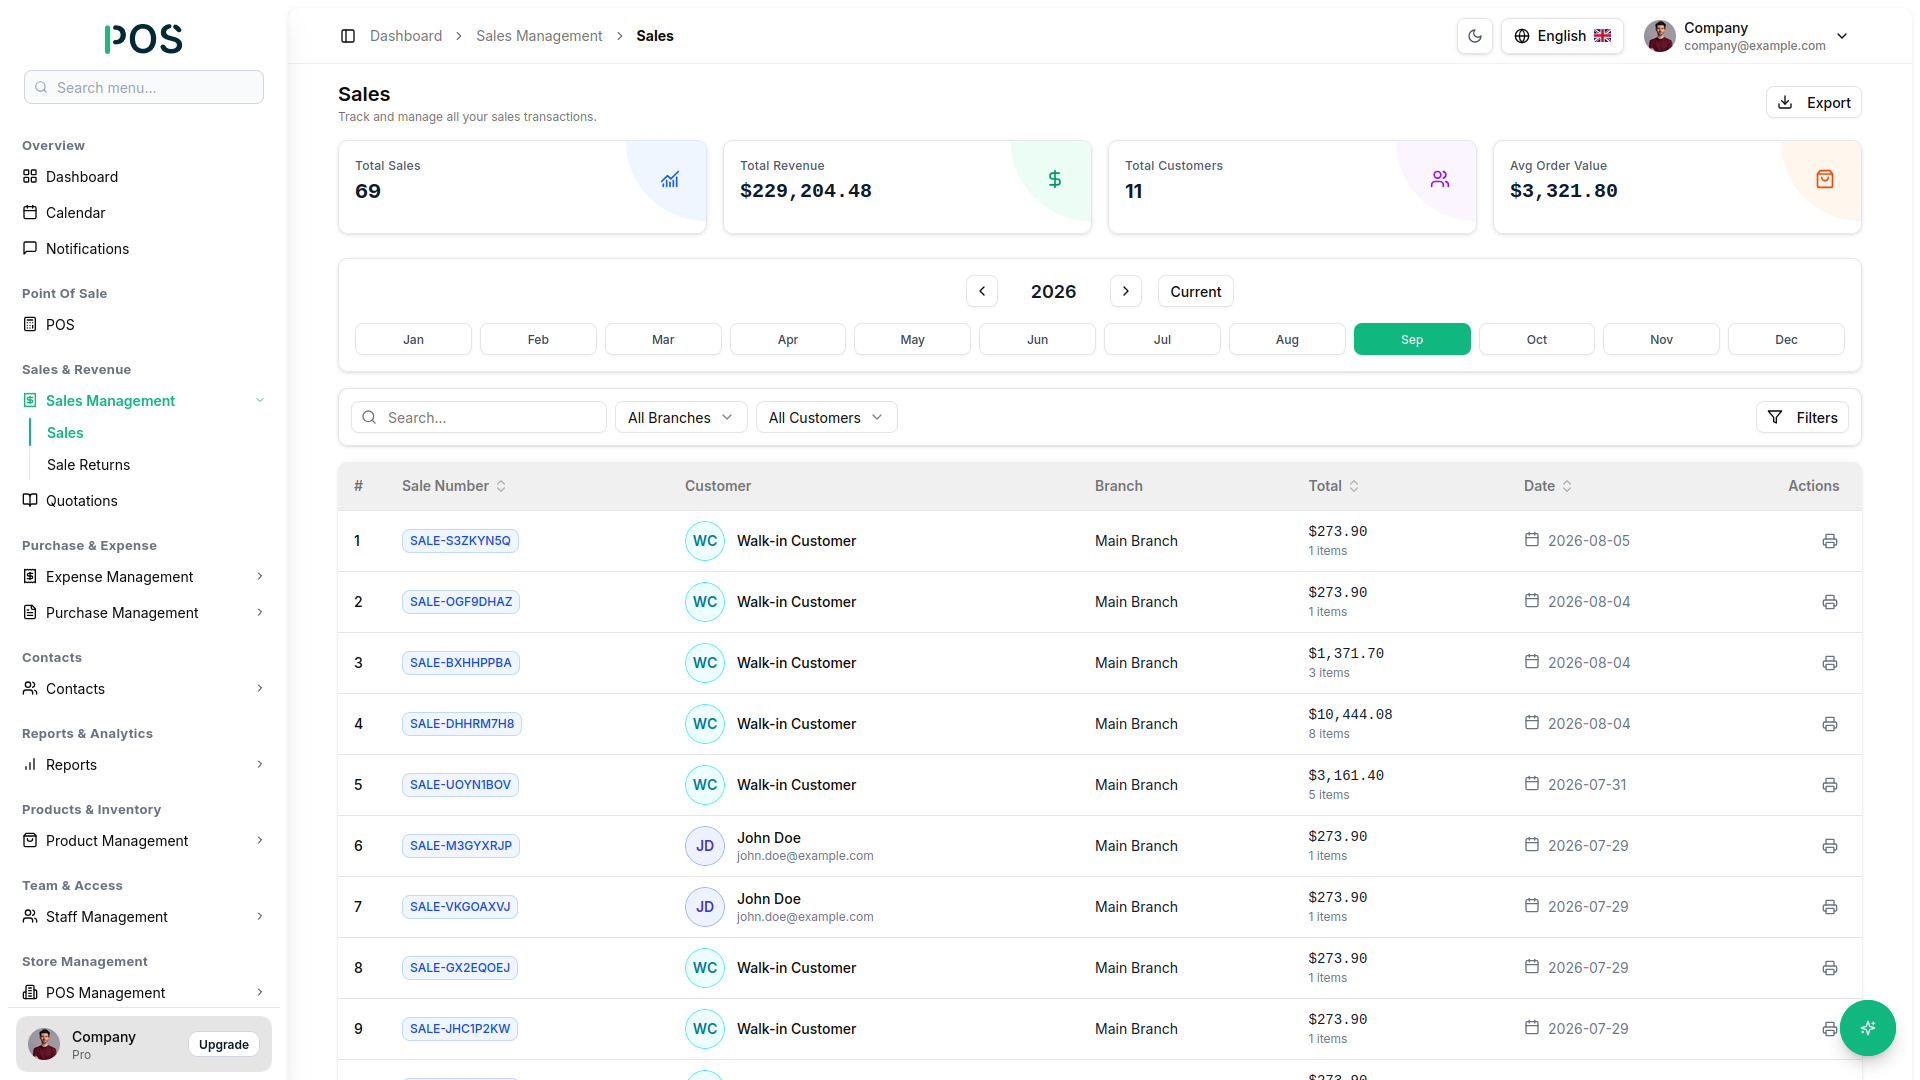 POS
Search menu...
Overview
Dashboard
Calendar
Notifications
Point Of Sale
POS
Sales & Revenue
Sales Management
Sales
Sale Returns
Quotations
Purchase & Expense
Expense Management
Purchase Management
Contacts
Contacts
Reports & Analytics
Reports
Products & Inventory
Product Management
Team & Access
Staff Management
Store Management
POS Management
Company
Pro
Upgrade
Dashboard > Sales Management > Sales
English
Company
company@example.com
Sales
Track and manage all your sales transactions.
Export
Total Sales
69
Total Revenue
$229,204.48
Total Customers
11
Avg Order Value
$3,321.80
2026
Current
Jan Feb Mar Apr May Jun Jul Aug Sep Oct Nov Dec
Search... All Branches All Customers Filters
# Sale Number Customer Branch Total Date Actions
1 SALE-S3ZKYN5Q WC Walk-in Customer Main Branch $273.90 2026-08-05
1 items
2 SALE-OGF9DHAZ WC Walk-in Customer Main Branch $273.90 2026-08-04
1 items
3 SALE-BXHHPPBA WC Walk-in Customer Main Branch $1,371.70 2026-08-04
3 items
4 SALE-DHHRM7H8 WC Walk-in Customer Main Branch $10,444.08 2026-08-04
8 items
5 SALE-UOYN1BOV WC Walk-in Customer Main Branch $3,161.40 2026-07-31
5 items
6 SALE-M3GYXRJP JD John Doe Main Branch $273.90 2026-07-29
john.doe@example.com 1 items
7 SALE-VKGOAXVJ JD John Doe Main Branch $273.90 2026-07-29
john.doe@example.com 1 items
8 SALE-GX2EQOEJ WC Walk-in Customer Main Branch $273.90 2026-07-29
1 items
9 SALE-JHC1P2KW WC Walk-in Customer Main Branch $273.90 2026-07-29
1 items